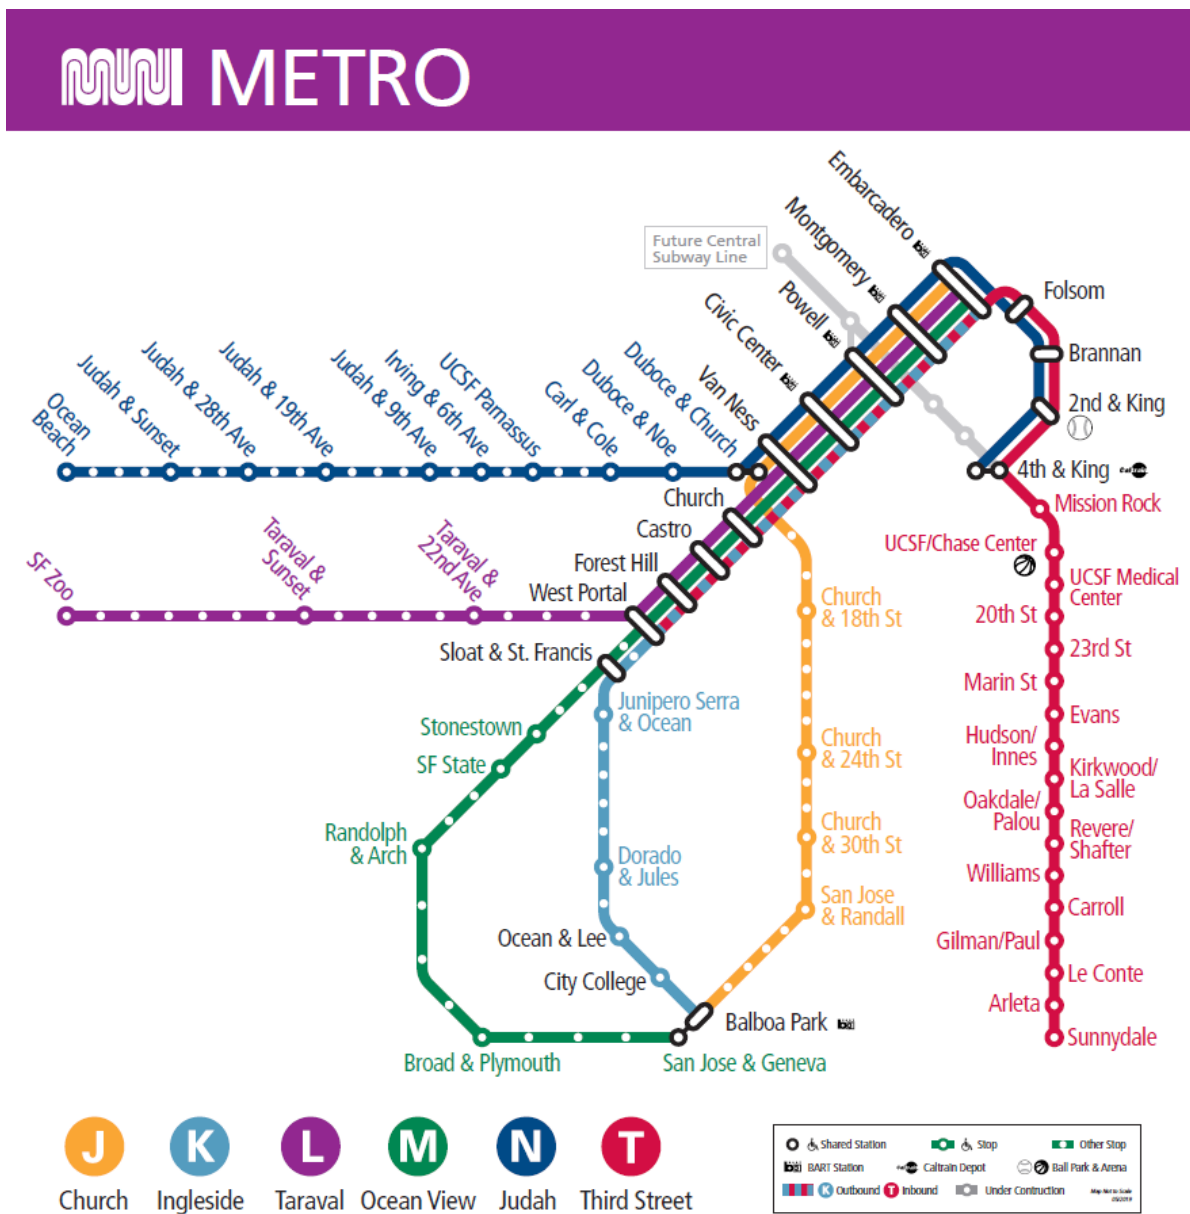 MUNI METRO
Embarcadero
Montgomery
Powell
Civic Center
Van Ness
Future Central
Subway Line
Folsom
Brannan
2nd & King
4th & King
Caltrain
Mission Rock
UCSF/Chase Center
UCSF Medical
Center
20th St
23rd St
Marin St
Evans
Hudson/
Innes
Kirkwood/
La Salle
Oakdale/
Palou
Revere/
Shafter
Williams
Carroll
Gilman/Paul
Le Conte
Arleta
Sunnydale
Ocean
Beach
Judah & Sunset
Judah & 28th Ave
Judah & 19th Ave
Judah & 9th Ave
Irving & 6th Ave
UCSF Parnassus
Carl & Cole
Duboce & Noe
Duboce & Church
Church
Castro
Forest Hill
West Portal
SF Zoo
Taraval &
Sunset
Taraval &
22nd Ave
Sloat & St. Francis
Stonestown
SF State
Randolph
& Arch
Broad & Plymouth
San Jose & Geneva
Junipero Serra
& Ocean
Dorado
& Jules
Ocean & Lee
City College
Balboa Park
Church
& 18th St
Church
& 24th St
Church
& 30th St
San Jose
& Randall
J
Church
K
Ingleside
L
Taraval
M
Ocean View
N
Judah
T
Third Street
Shared Station
Stop
Other Stop
BART Station
Caltrain Depot
Ball Park & Arena
K Outbound T Inbound
Under Contruction
Map Not to Scale